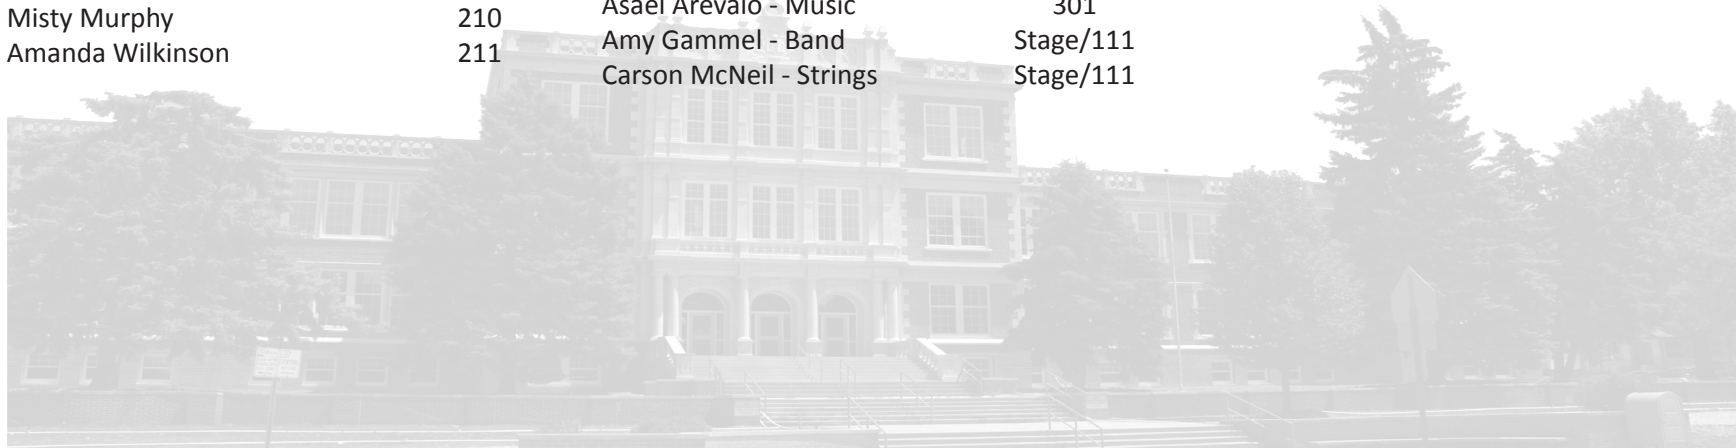 Misty Murphy 210
Amanda Wilkinson 211
Asael Arevalo - Music 301
Amy Gammel - Band Stage/111
Carson McNeil - Strings Stage/111